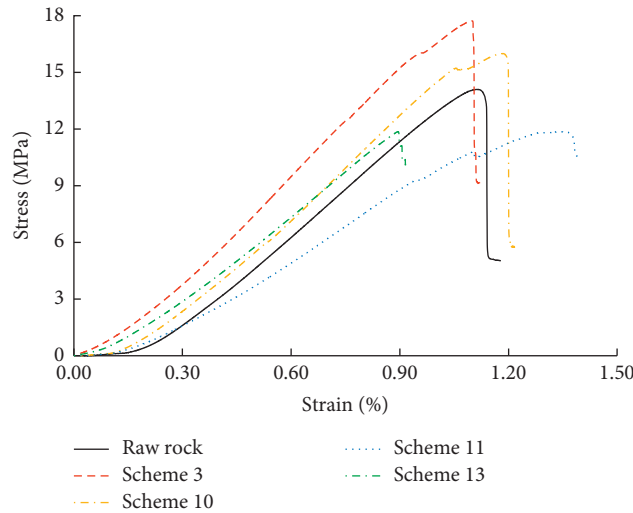 18
15
12
9
6
3
0
Stress (MPa)
0.00 0.30 0.60 0.90 1.20 1.50
Strain (%)
Raw rock
Scheme 3
Scheme 10
Scheme 11
Scheme 13